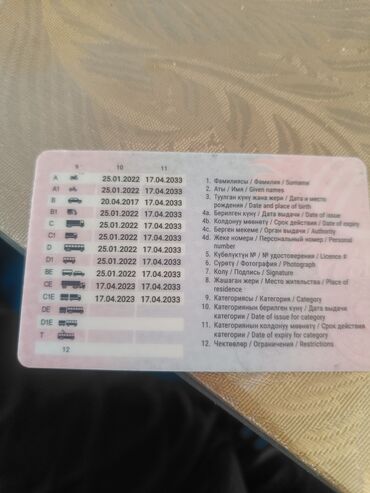 9 10 11
A 25.01.2022 17.04.2033
A1 25.01.2022 17.04.2033
B 20.04.2017 17.04.2033
B1 25.01.2022 17.04.2033
C 25.01.2022 17.04.2033
C1 25.01.2022 17.04.2033
D 25.01.2022 17.04.2033
D1 25.01.2022 17.04.2033
BE 25.01.2022 17.04.2033
CE 17.04.2023 17.04.2033
C1E 17.04.2023 17.04.2033
DE
D1E
T
12
1. Фамилиясы / Фамилия / Surname
2. Аты / Имя / Given names
3. Туулган күнү жана жери / Дата и место
рождения / Date and place of birth
4a. Берилген күнү / Дата выдачи / Date of issue
4b. Колдонуу мөөнөтү / Срок действия / Date of expiry
4c. Берген мекеме / Орган выдачи / Authority
4d. Жеке номери / Персональный номер / Personal
number
5. Күбөлүктүн № / № удостоверения / Licence #
6. Сүрөтү / Фотография / Photograph
7. Колу / Подпись / Signature
8. Жашаган жери / Место жительства / Place of
residence
9. Категориясы / Категория / Category
10. Категориянын берилген күнү / Дата выдачи
категории / Date of issue for category
11. Категориянын колдонуу мөөнөтү / Срок действия
категории / Date of expiry for category
12. Чектөөлөр / Ограничения / Restrictions